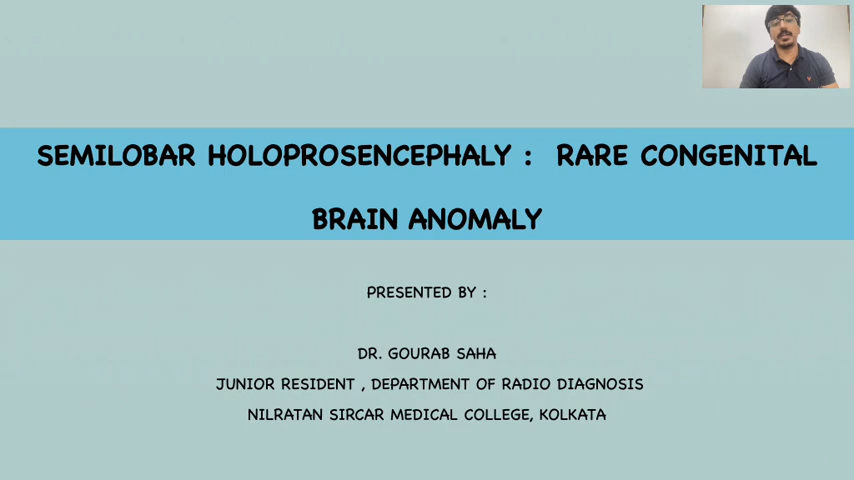 SEMILOBAR HOLOPROSENCEPHALY : RARE CONGENITAL
BRAIN ANOMALY
PRESENTED BY :
DR. GOURAB SAHA
JUNIOR RESIDENT , DEPARTMENT OF RADIO DIAGNOSIS
NILRATAN SIRCAR MEDICAL COLLEGE, KOLKATA